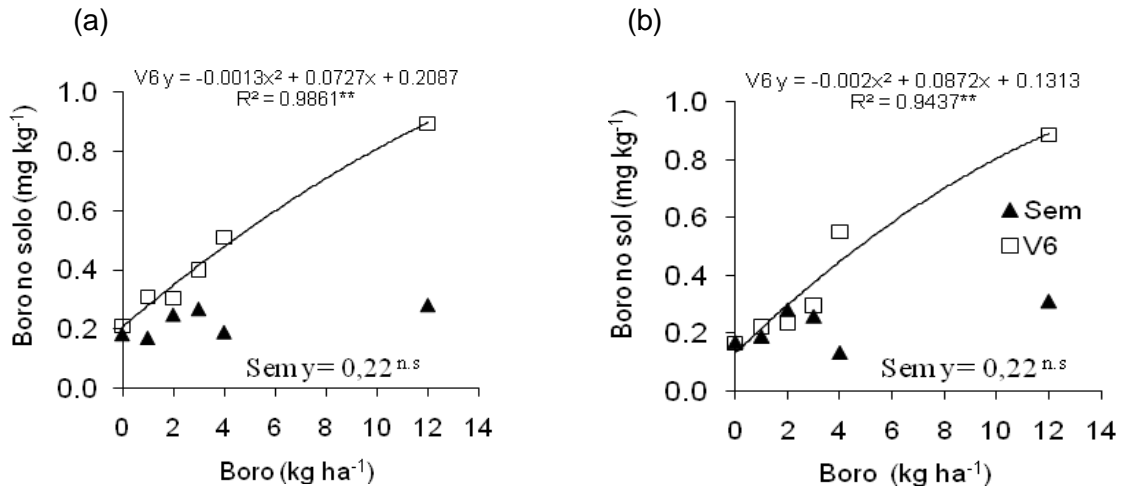 (a)
V6 y = -0.0013x² + 0.0727x + 0.2087
R² = 0.9861**
Boro no solo (mg kg⁻¹)
1.0
0.8
0.6
0.4
0.2
0.0
Sem y = 0,22 n.s
0 2 4 6 8 10 12 14
Boro (kg ha⁻¹)
(b)
V6 y = -0.002x² + 0.0872x + 0.1313
R² = 0.9437**
Boro no sol (mg kg⁻¹)
1.0
0.8
0.6
0.4
0.2
0.0
Sem
V6
Sem y = 0,22 n.s
0 2 4 6 8 10 12 14
Boro (kg ha⁻¹)